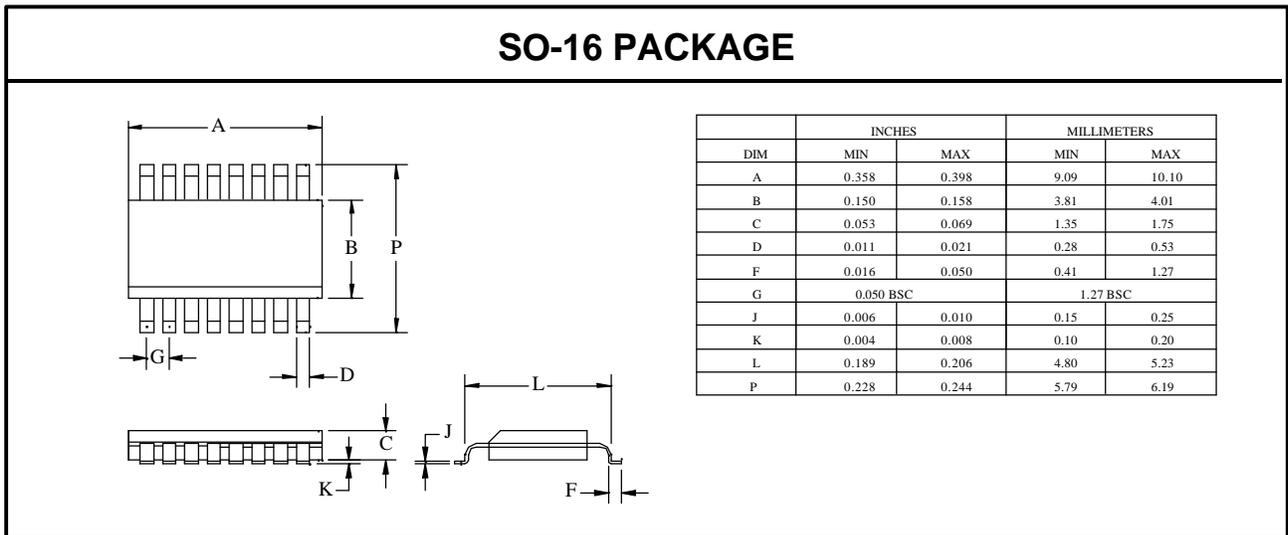 SO-16 PACKAGE
A
B
P
G
D
C
K
J
L
F
INCHES MILLIMETERS
DIM MIN MAX MIN MAX
A 0.358 0.398 9.09 10.10
B 0.150 0.158 3.81 4.01
C 0.053 0.069 1.35 1.75
D 0.011 0.021 0.28 0.53
F 0.016 0.050 0.41 1.27
G 0.050 BSC 1.27 BSC
J 0.006 0.010 0.15 0.25
K 0.004 0.008 0.10 0.20
L 0.189 0.206 4.80 5.23
P 0.228 0.244 5.79 6.19